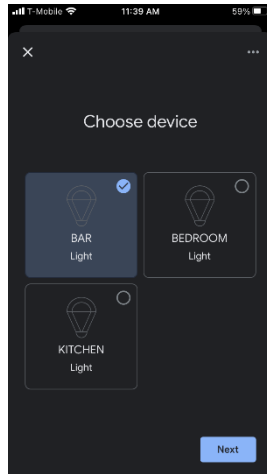 T-Mobile 11:39 AM 59%
Choose device
BAR
Light
BEDROOM
Light
KITCHEN
Light
Next